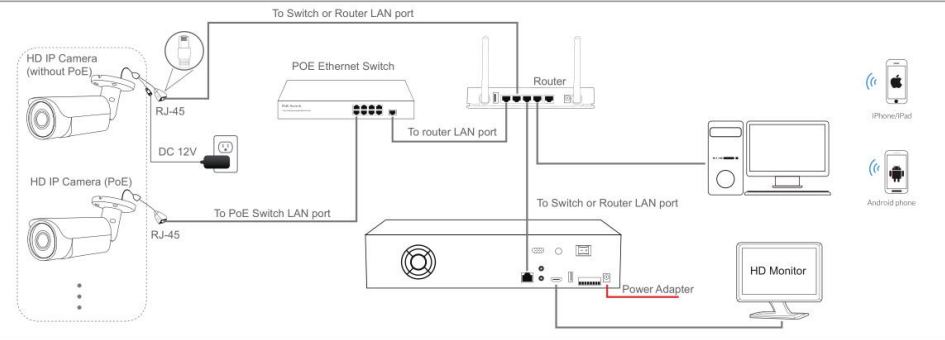 To Switch or Router LAN port
HD IP Camera
(without PoE)
RJ-45
DC 12V
POE Ethernet Switch
PoE Switch
To router LAN port
Router
iPhone/iPad
HD IP Camera (PoE)
RJ-45
To PoE Switch LAN port
To Switch or Router LAN port
Android phone
Power Adapter
HD Monitor